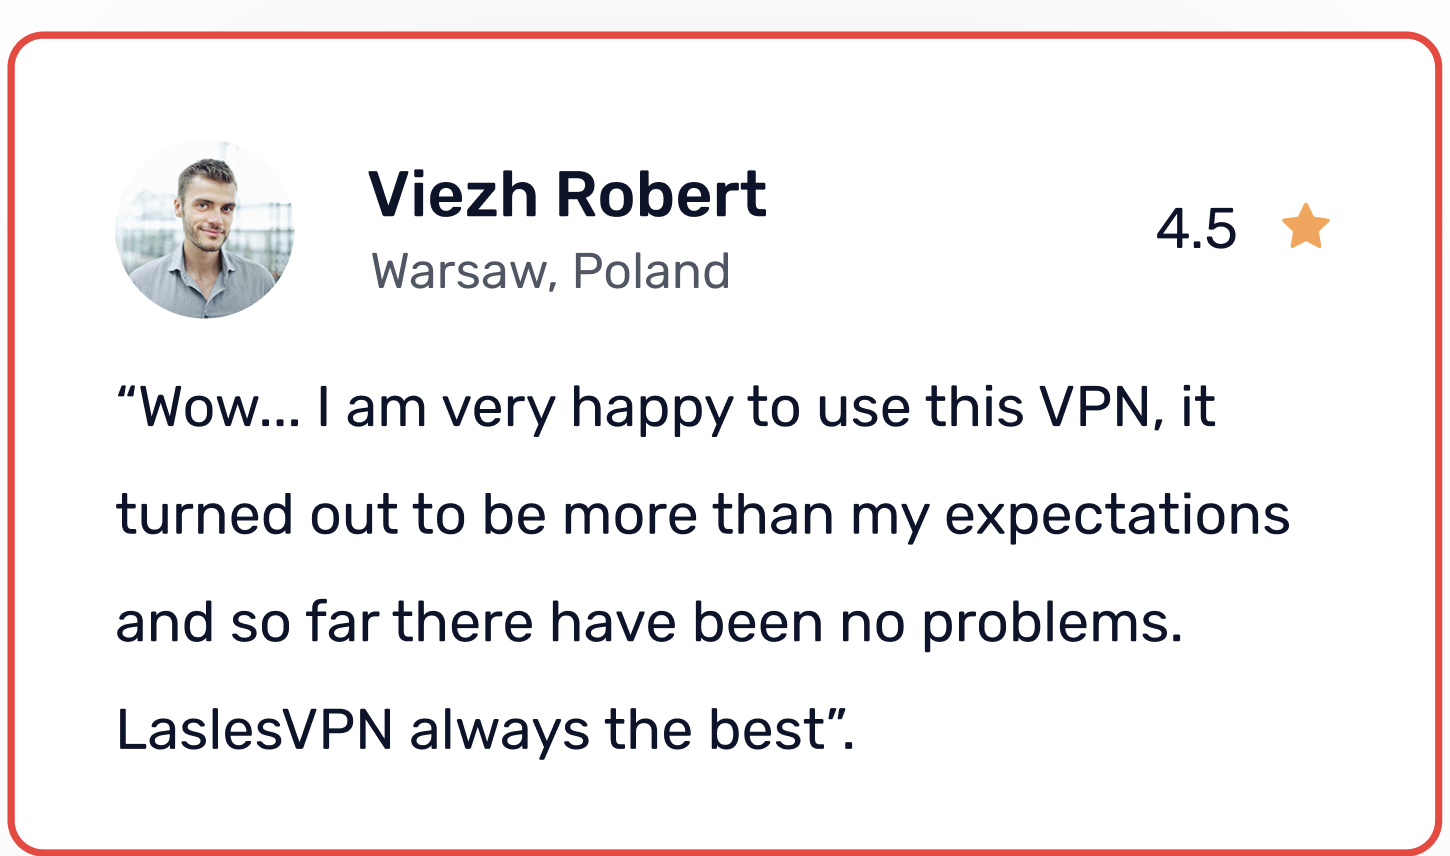 Viezh Robert
Warsaw, Poland
4.5
“Wow... I am very happy to use this VPN, it
turned out to be more than my expectations
and so far there have been no problems.
LaslesVPN always the best”.